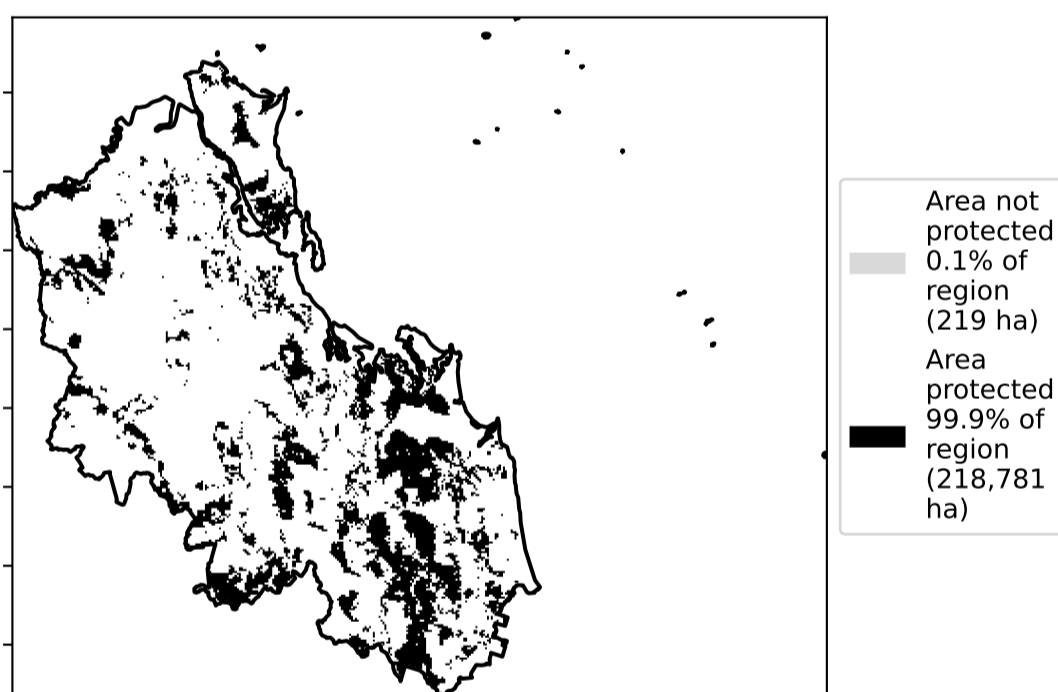 Area not
protected
0.1% of
region
(219 ha)
Area
protected
99.9% of
region
(218,781
ha)